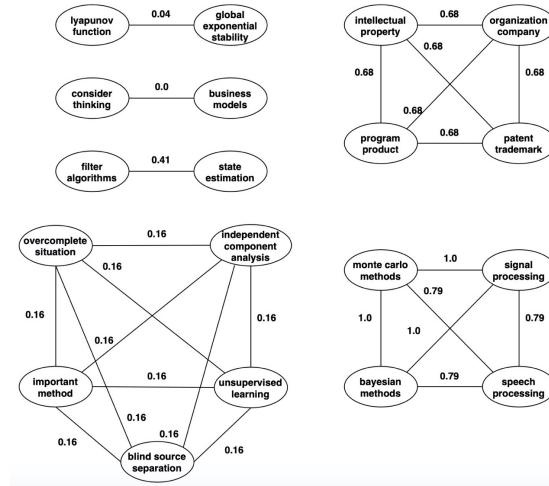 lyapunov
function
0.04
global
exponential
stability
consider
thinking
0.0
business
models
filter
algorithms
0.41
state
estimation
intellectual
property
0.68
organization
company
0.68
0.68
0.68
0.68
program
product
0.68
patent
trademark
overcomplete
situation
0.16
independent
component
analysis
0.16
0.16
0.16
0.16
important
method
0.16
unsupervised
learning
0.16
0.16
0.16
0.16
blind source
separation
monte carlo
methods
1.0
signal
processing
0.79
1.0
1.0
0.79
bayesian
methods
0.79
speech
processing